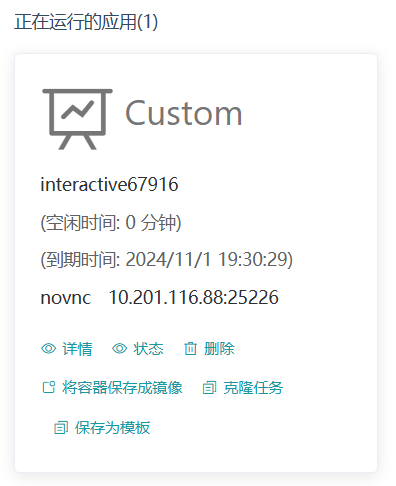 正在运行的应用(1)
Custom
interactive67916
(空闲时间: 0 分钟)
(到期时间: 2024/11/1 19:30:29)
novnc 10.201.116.88:25226
详情 状态 删除
将容器保存成镜像 克隆任务
保存为模板